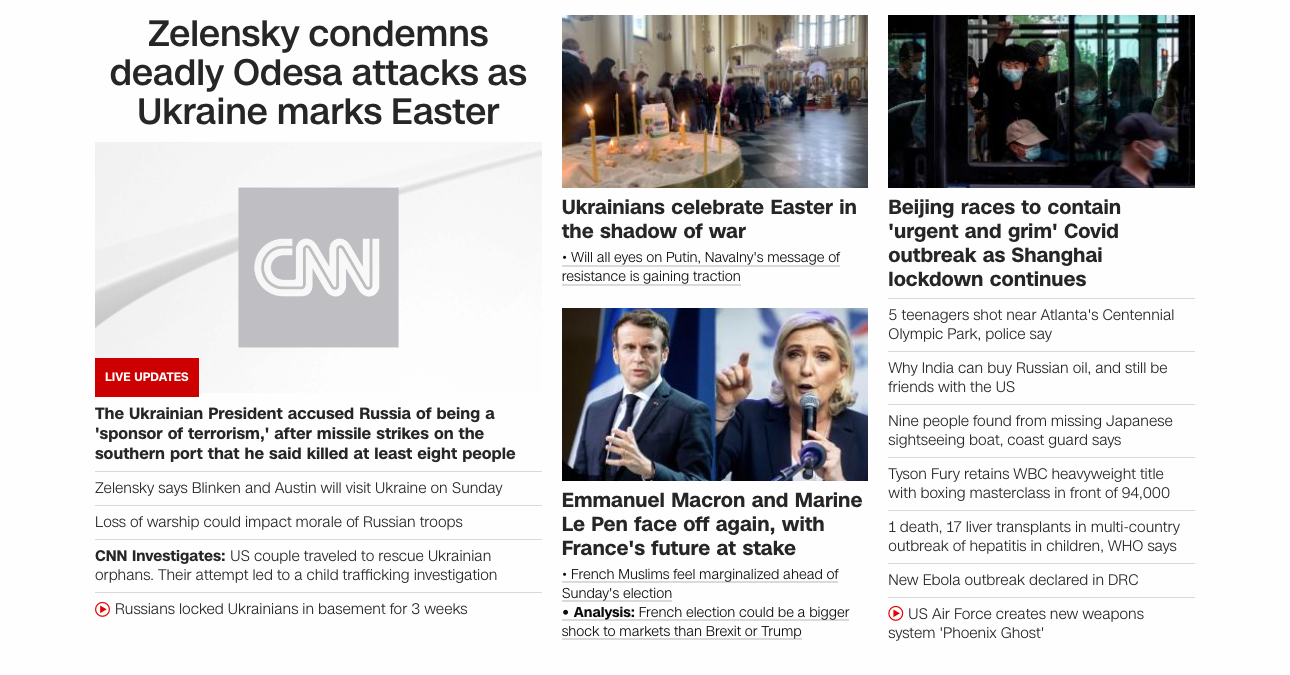 Zelensky condemns
deadly Odesa attacks as
Ukraine marks Easter
CNN
LIVE UPDATES
The Ukrainian President accused Russia of being a
'sponsor of terrorism,' after missile strikes on the
southern port that he said killed at least eight people
Zelensky says Blinken and Austin will visit Ukraine on Sunday
Loss of warship could impact morale of Russian troops
CNN Investigates: US couple traveled to rescue Ukrainian
orphans. Their attempt led to a child trafficking investigation
Russians locked Ukrainians in basement for 3 weeks
Ukrainians celebrate Easter in
the shadow of war
• Will all eyes on Putin, Navalny's message of
resistance is gaining traction
Emmanuel Macron and Marine
Le Pen face off again, with
France's future at stake
• French Muslims feel marginalized ahead of
Sunday's election
• Analysis: French election could be a bigger
shock to markets than Brexit or Trump
Beijing races to contain
'urgent and grim' Covid
outbreak as Shanghai
lockdown continues
5 teenagers shot near Atlanta's Centennial
Olympic Park, police say
Why India can buy Russian oil, and still be
friends with the US
Nine people found from missing Japanese
sightseeing boat, coast guard says
Tyson Fury retains WBC heavyweight title
with boxing masterclass in front of 94,000
1 death, 17 liver transplants in multi-country
outbreak of hepatitis in children, WHO says
New Ebola outbreak declared in DRC
US Air Force creates new weapons
system 'Phoenix Ghost'